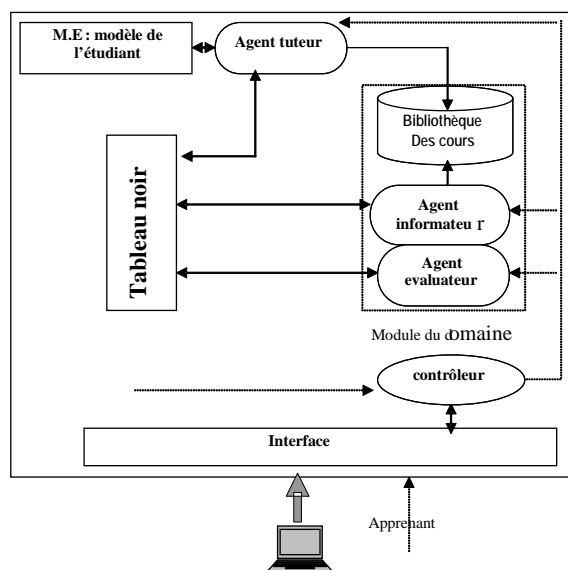 M.E : modèle de
l'étudiant
Agent tuteur
Bibliothèque
Des cours
Tableau noir
Agent
informateu r
Agent
evaluateur
Module du domaine
contrôleur
Interface
Apprenant